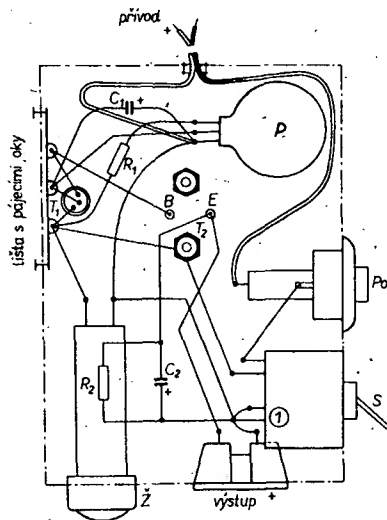 přívod
+
C₁ +
P
R₁
lišta s pájecími oky
T₁
B
E
T₂
Po
R₂
C₂
+
1
S
Ž
výstup +